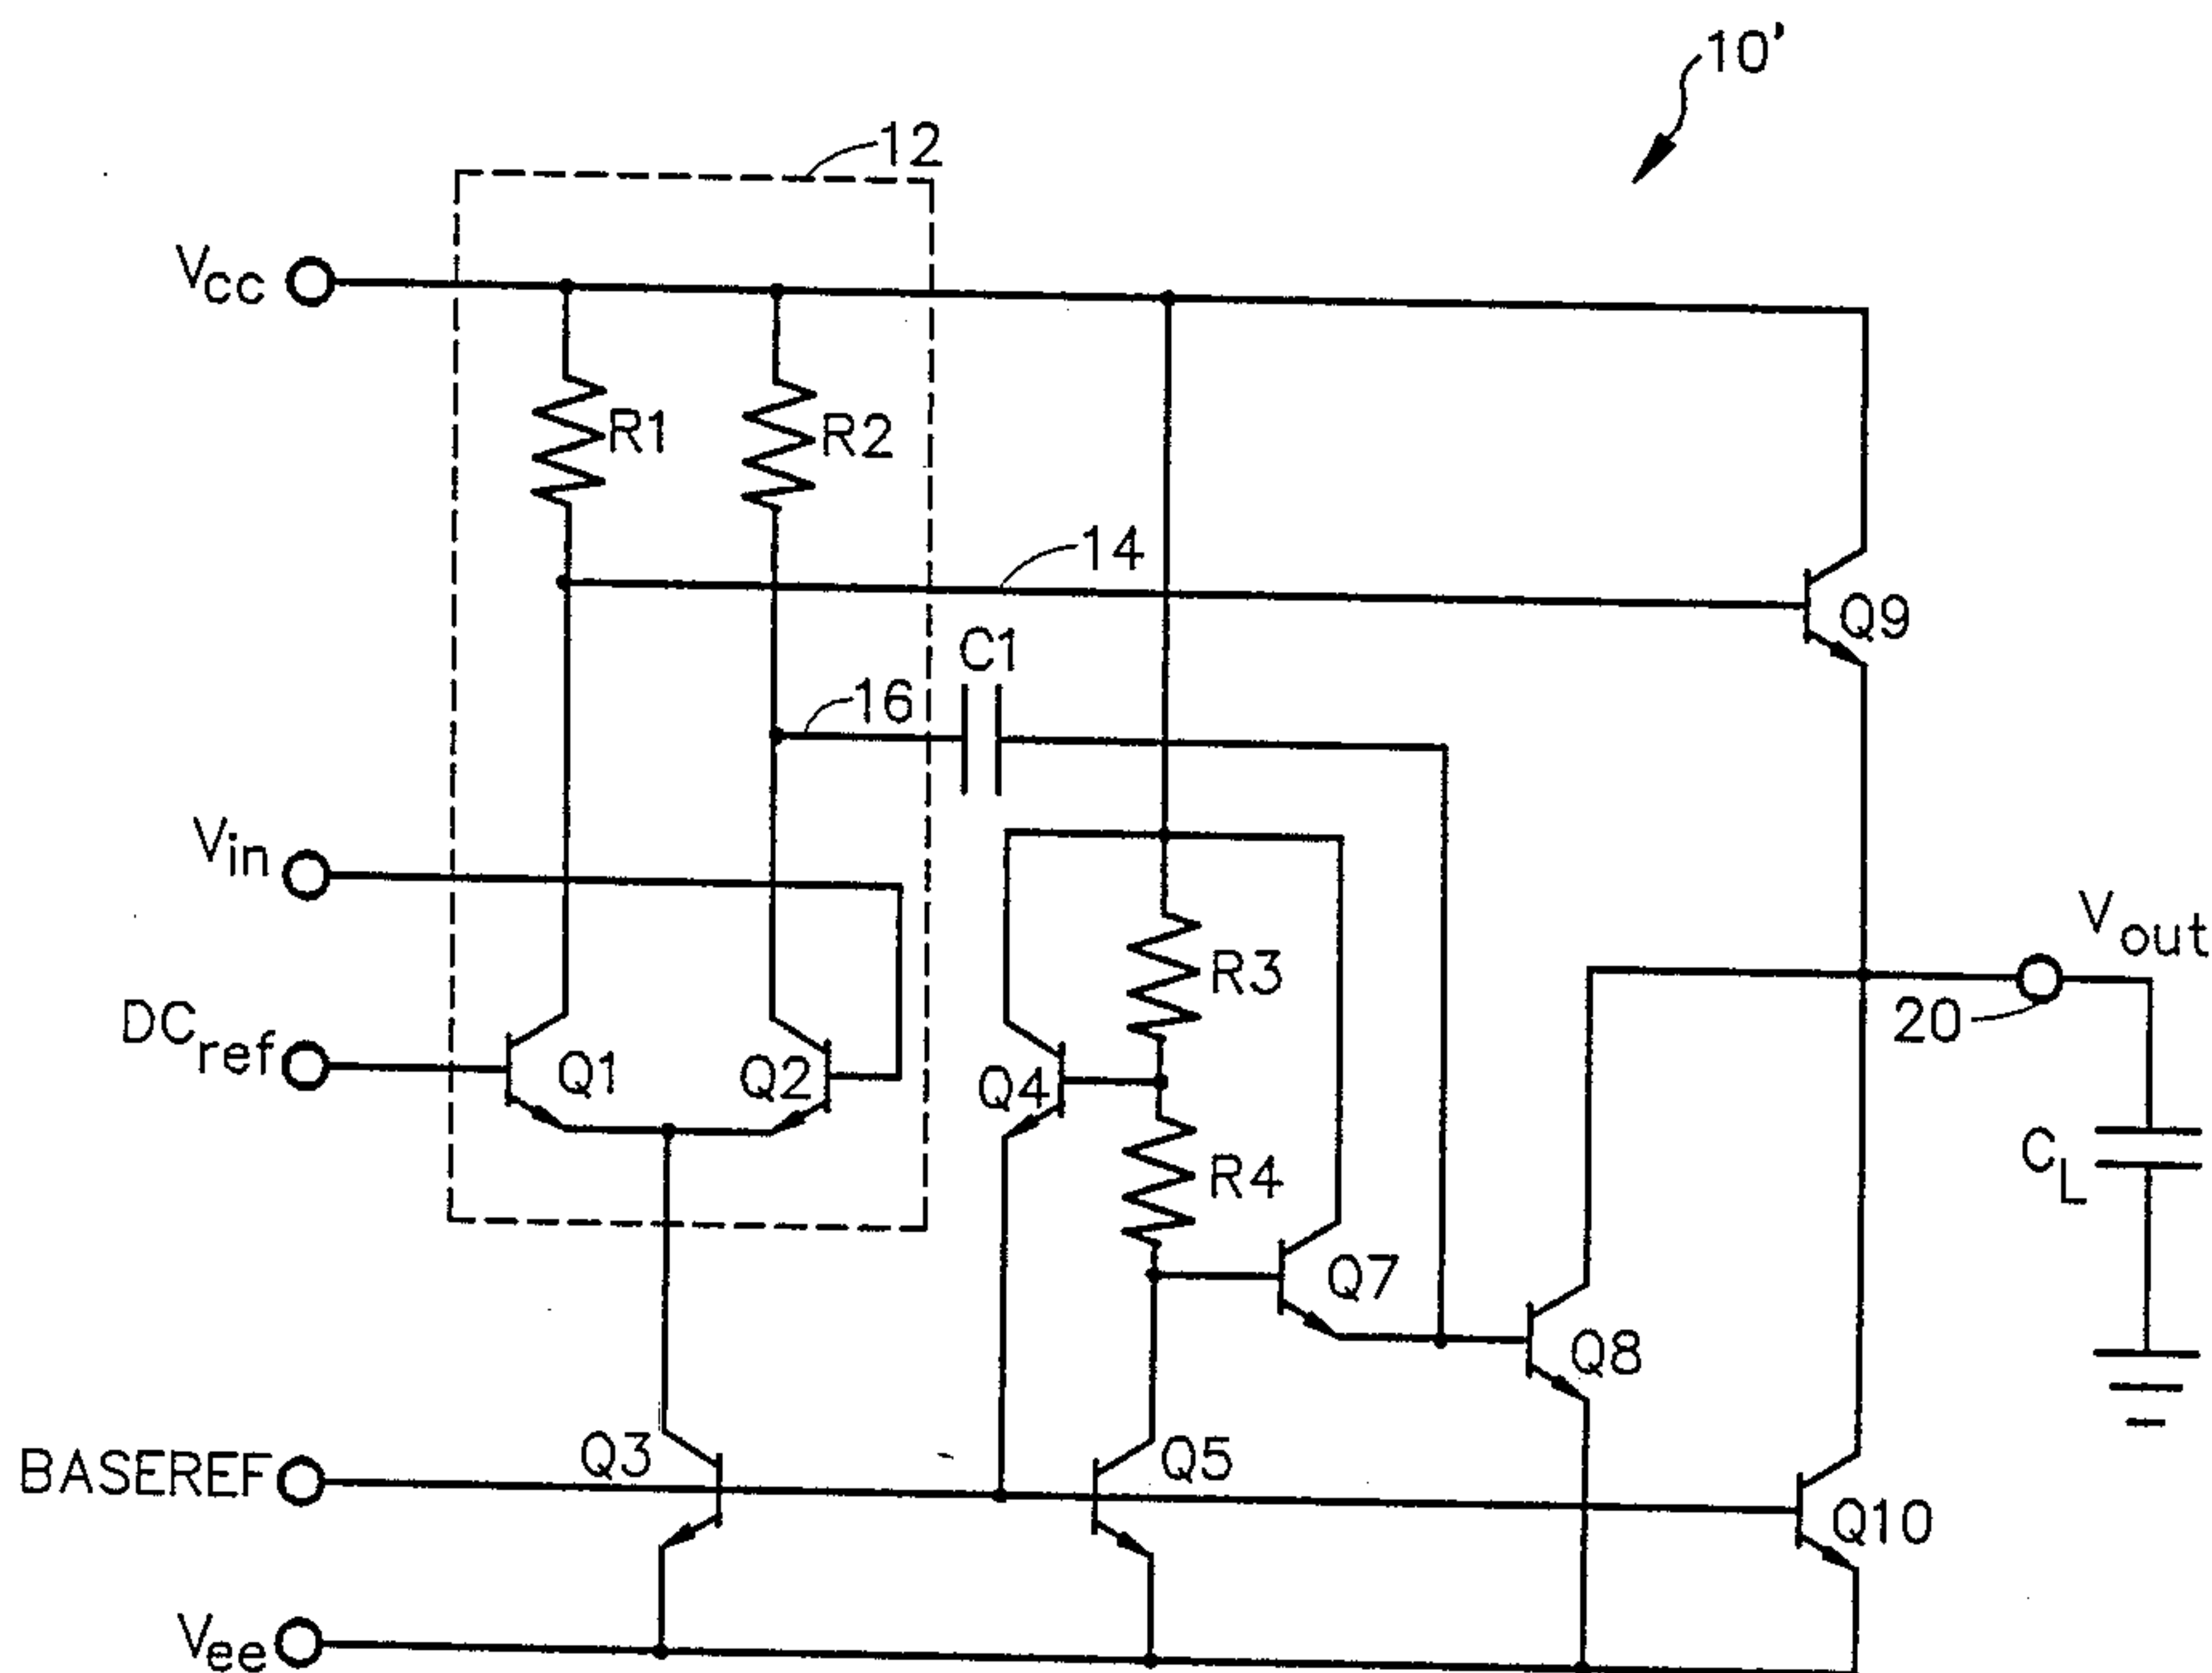 10'
12
Vcc
R1
R2
14
Q9
C1
16
Vin
Vout
R3
20
DCref
Q1
Q2
Q4
CL
R4
Q7
Q8
Q3
Q5
BASEREF
Q10
Vee